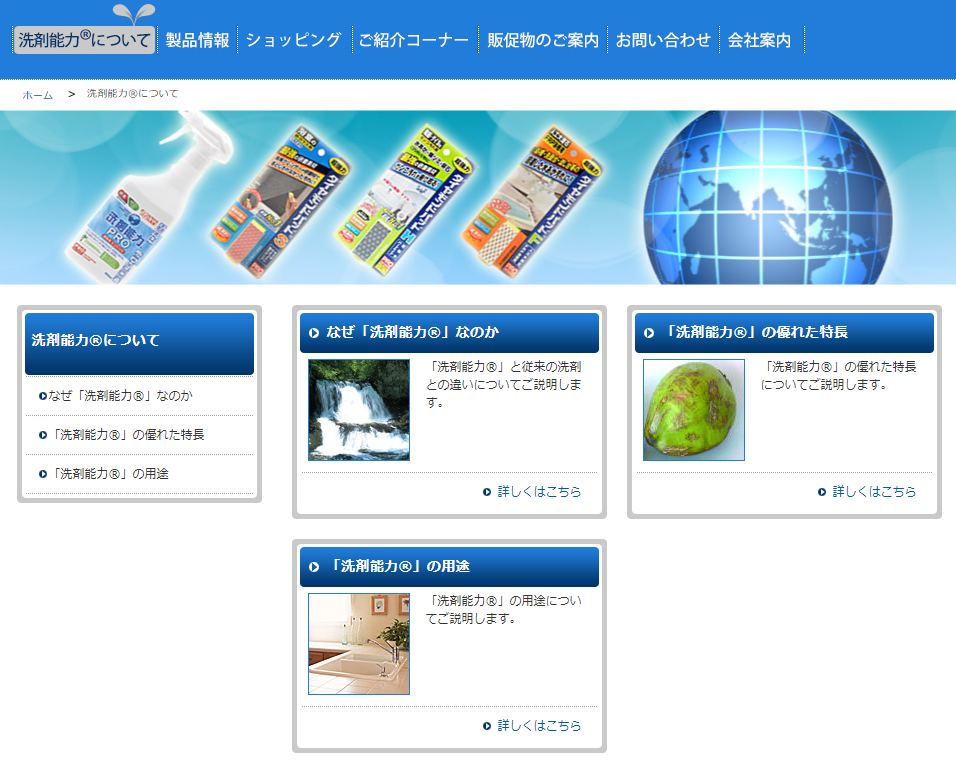 洗剤能力®について
製品情報
ショッピング
ご紹介コーナー
販促物のご案内
お問い合わせ
会社案内
ホーム > 洗剤能力®について
洗剤能力
PRO
洗剤能力®について
なぜ「洗剤能力®」なのか
「洗剤能力®」の優れた特長
「洗剤能力®」の用途
なぜ「洗剤能力®」なのか
「洗剤能力®」と従来の洗剤
との違いについてご説明しま
す。
詳しくはこちら
「洗剤能力®」の優れた特長
「洗剤能力®」の優れた特長
についてご説明します。
詳しくはこちら
「洗剤能力®」の用途
「洗剤能力®」の用途につい
てご説明します。
詳しくはこちら